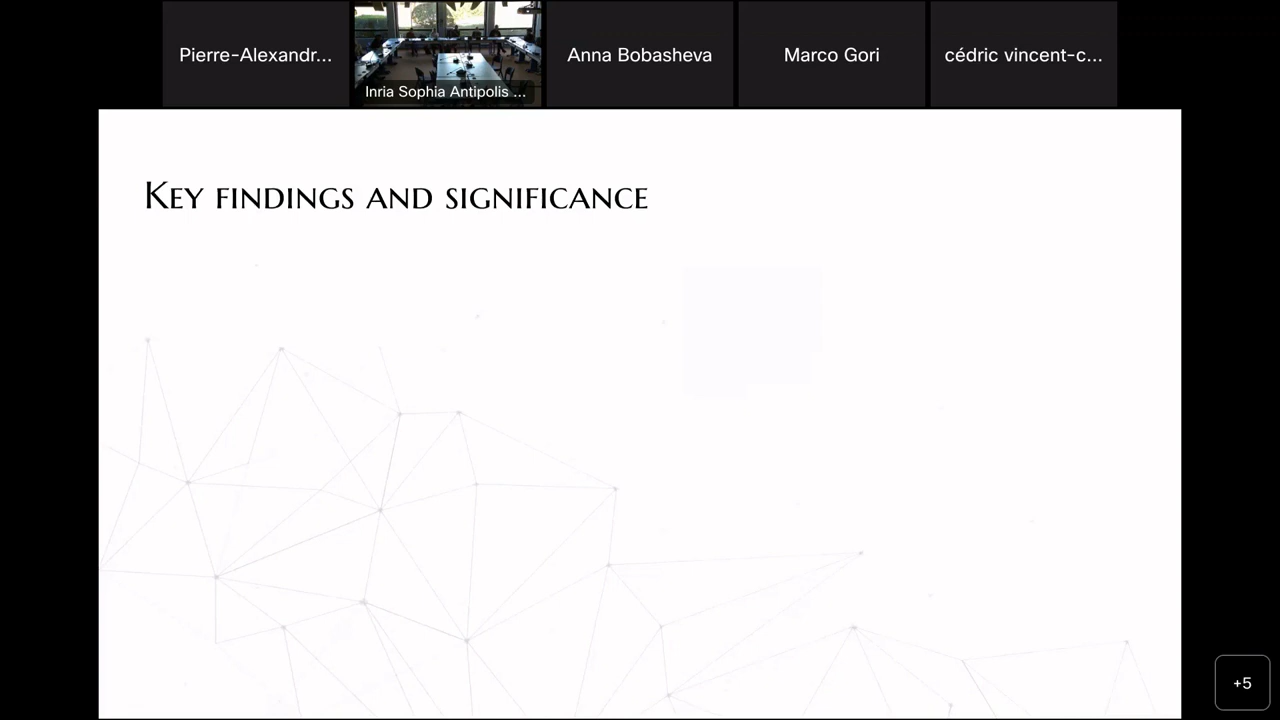 Pierre-Alexandr...
Inria Sophia Antipolis ...
Anna Bobasheva
Marco Gori
cédric vincent-c...
Key findings and significance
+5